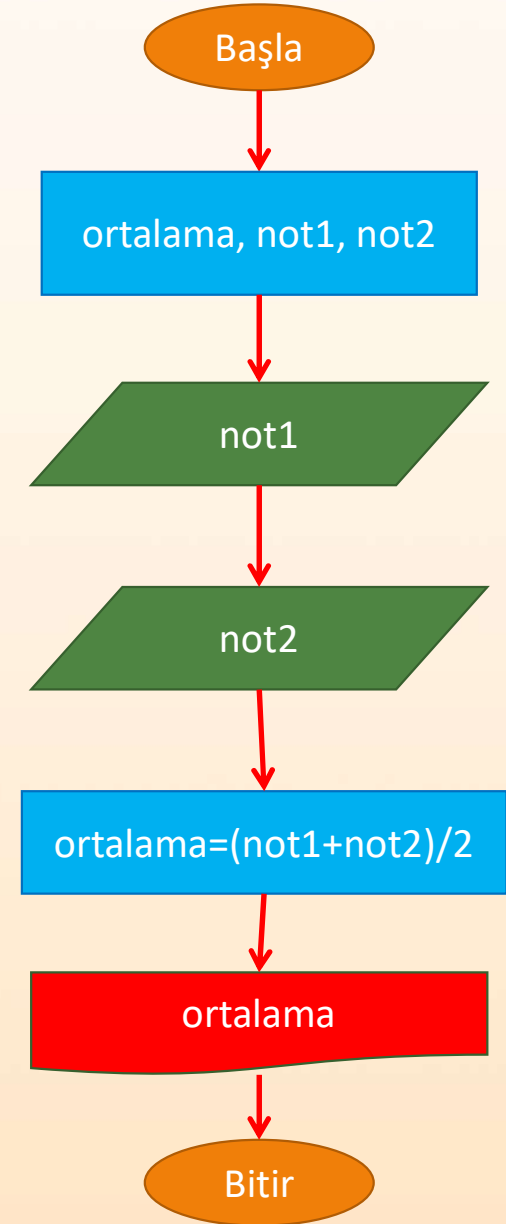 Başla
ortalama, not1, not2
not1
not2
ortalama=(not1+not2)/2
ortalama
Bitir